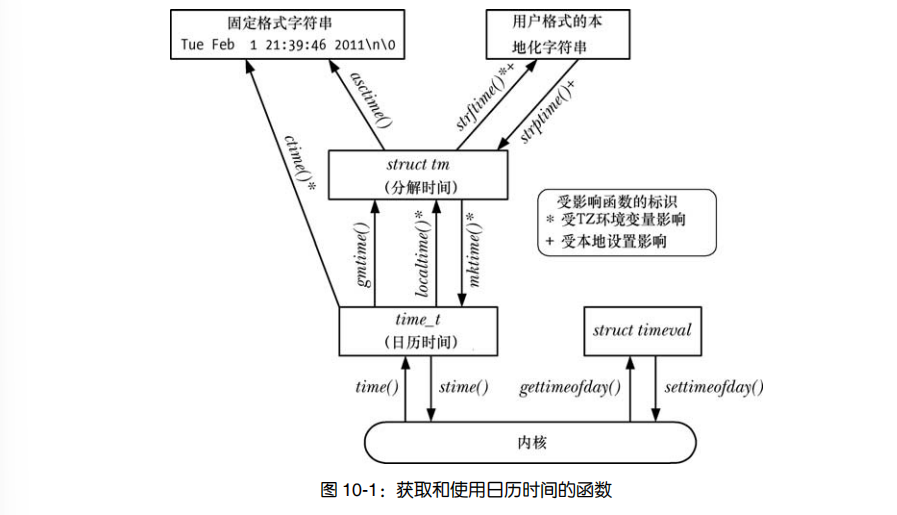 固定格式字符串
Tue Feb  1 21:39:46 2011\n\0
用户格式的本
地化字符串
asctime()
strftime()*+
strptime()+
ctime()*
struct tm
(分解时间)
受影响函数的标识
* 受TZ环境变量影响
+ 受本地设置影响
gmtime()
localtime()*
mktime()*
time_t
(日历时间)
struct timeval
time()
stime()
gettimeofday()
settimeofday()
内核
图 10-1：获取和使用日历时间的函数